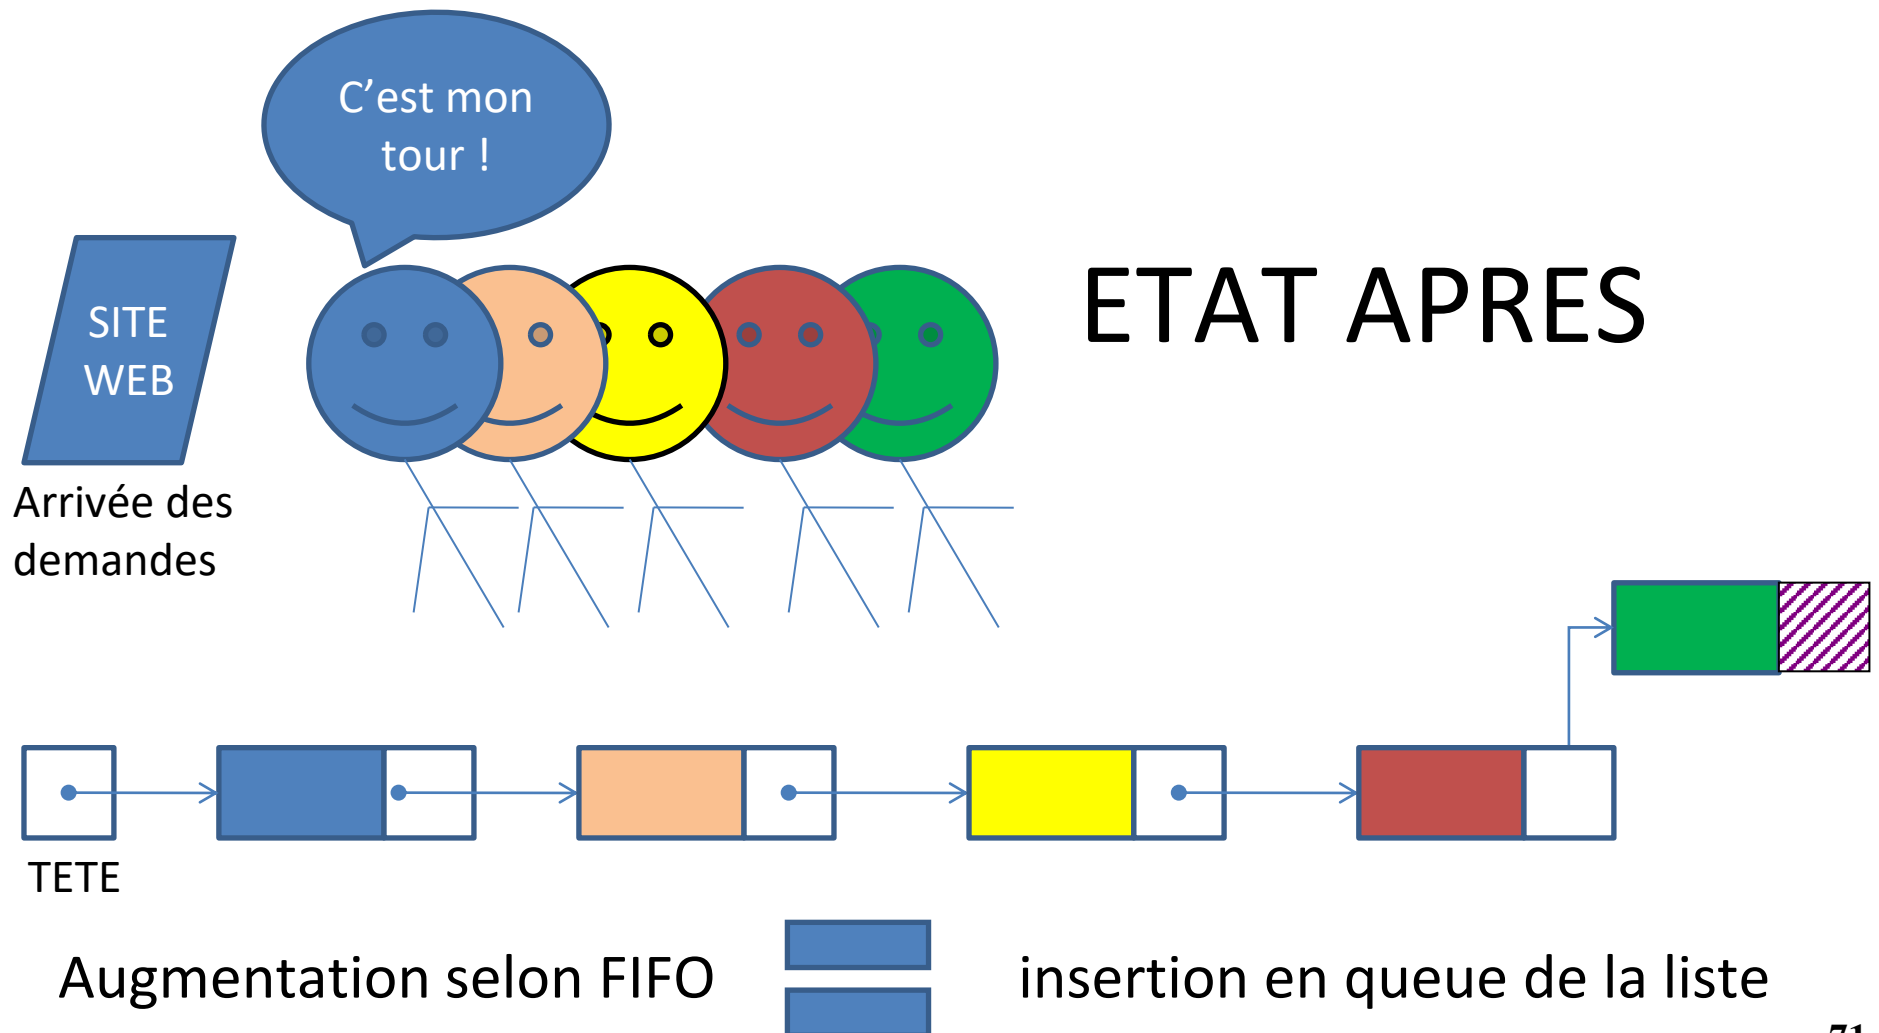 C’est mon
tour !
SITE
WEB
ETAT APRES
Arrivée des
demandes
TETE
Augmentation selon FIFO
insertion en queue de la liste
71